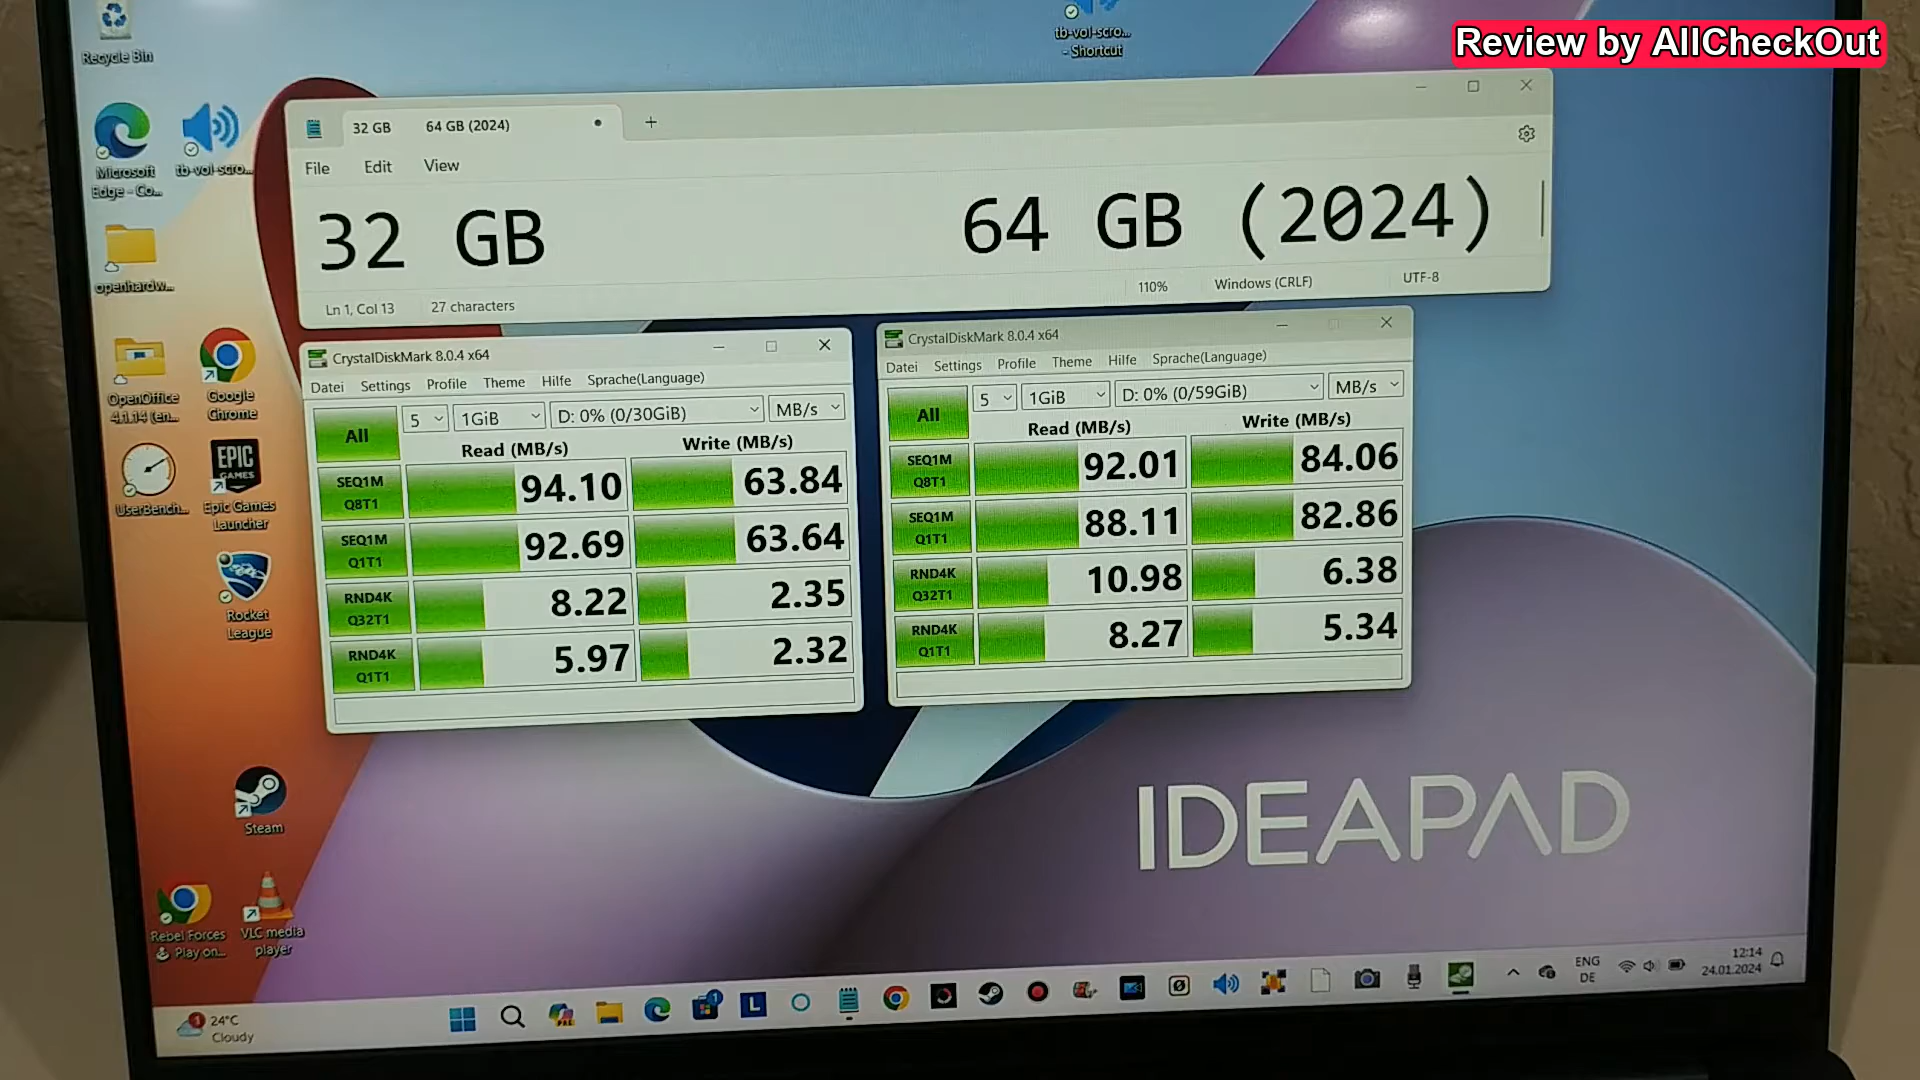 Review by AllCheckOut
Recycle Bin
tb-vol-scro...
- Shortcut
Microsoft
Edge - Co...
tb-vol-scro...
openhardw...
OpenOffice
4.1.14 (en...
Google
Chrome
UserBench...
EPIC
GAMES
Epic Games
Launcher
Rocket
League
Steam
Rebel Forces
Play on...
VLC media
player
32 GB 64 GB (2024)
File Edit View
32 GB 64 GB (2024)
Ln 1, Col 13 27 characters 110% Windows (CRLF) UTF-8
CrystalDiskMark 8.0.4 x64
Datei Settings Profile Theme Hilfe Sprache(Language)
All 5 1GiB D: 0% (0/30GiB) MB/s
Read (MB/s) Write (MB/s)
SEQ1M
Q8T1
94.10 63.84
SEQ1M
Q1T1
92.69 63.64
RND4K
Q32T1
8.22 2.35
RND4K
Q1T1
5.97 2.32
CrystalDiskMark 8.0.4 x64
Datei Settings Profile Theme Hilfe Sprache(Language)
All 5 1GiB D: 0% (0/59GiB) MB/s
Read (MB/s) Write (MB/s)
SEQ1M
Q8T1
92.01 84.06
SEQ1M
Q1T1
88.11 82.86
RND4K
Q32T1
10.98 6.38
RND4K
Q1T1
8.27 5.34
IDEAPAD
1
24°C
Cloudy
PRE
1
L
ENG
DE
12:14
24.01.2024